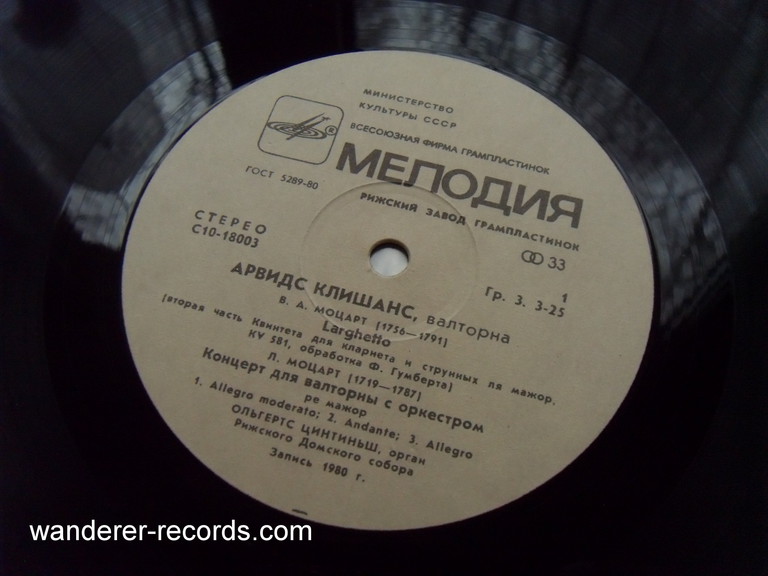 МИНИСТЕРСТВО
КУЛЬТУРЫ СССР
ВСЕСОЮЗНАЯ ФИРМА ГРАМПЛАСТИНОК
МЕЛОДИЯ
РИЖСКИЙ ЗАВОД ГРАМПЛАСТИНОК
ГОСТ 5289-80
СТЕРЕО
С10-18003
33
1
Гр. 3. 3-25
АРВИДС КЛИШАНС, валторна
В. А. МОЦАРТ (1756—1791)
Larghetto
(вторая часть Квинтета для кларнета и струнных ля мажор,
KV 581, обработка Ф. Гумберта)
Л. МОЦАРТ (1719—1787)
Концерт для валторны с оркестром
ре мажор
1. Allegro moderato; 2. Andante; 3. Allegro
ОЛЬГЕРТС ЦИНТИНЬШ, орган
Рижского Домского собора
Запись 1980 г.
wanderer-records.com